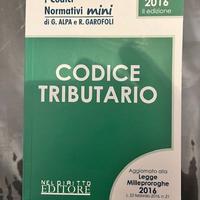 I Codici
Normativi mini
di G. ALPA e R. GAROFOLI
2016
II edizione
CODICE
TRIBUTARIO
Aggiornato alla
Legge
Milleproroghe
2016
NELDIRITTO
EDITORE